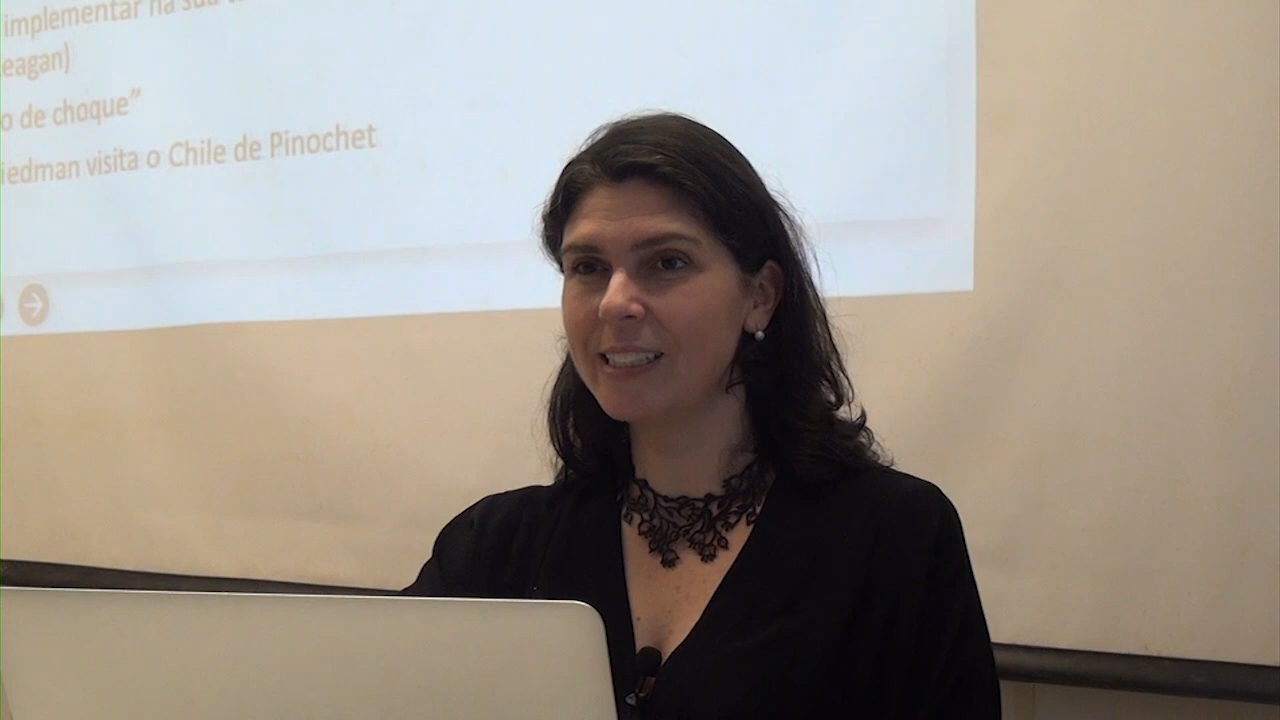 implementar na sua
eagan)
o de choque”
iedman visita o Chile de Pinochet